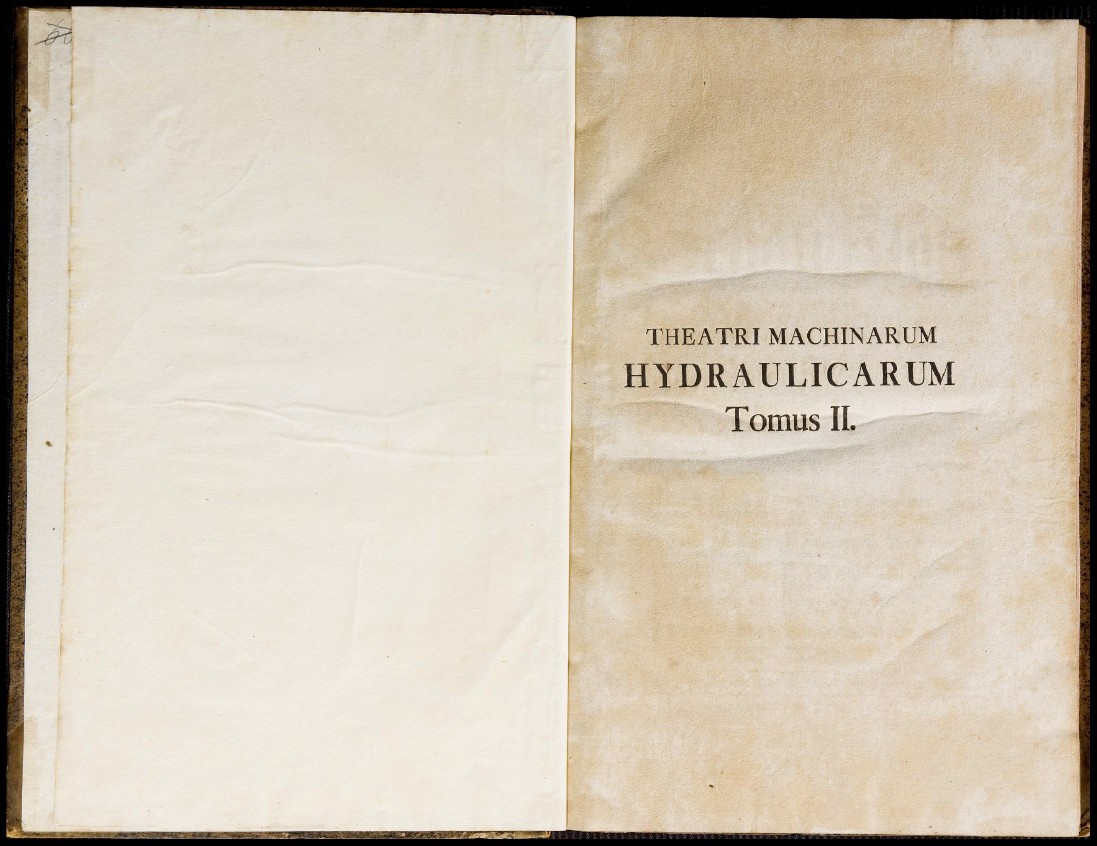 THEATRI MACHINARUM
HYDRAULICARUM
Tomus II.